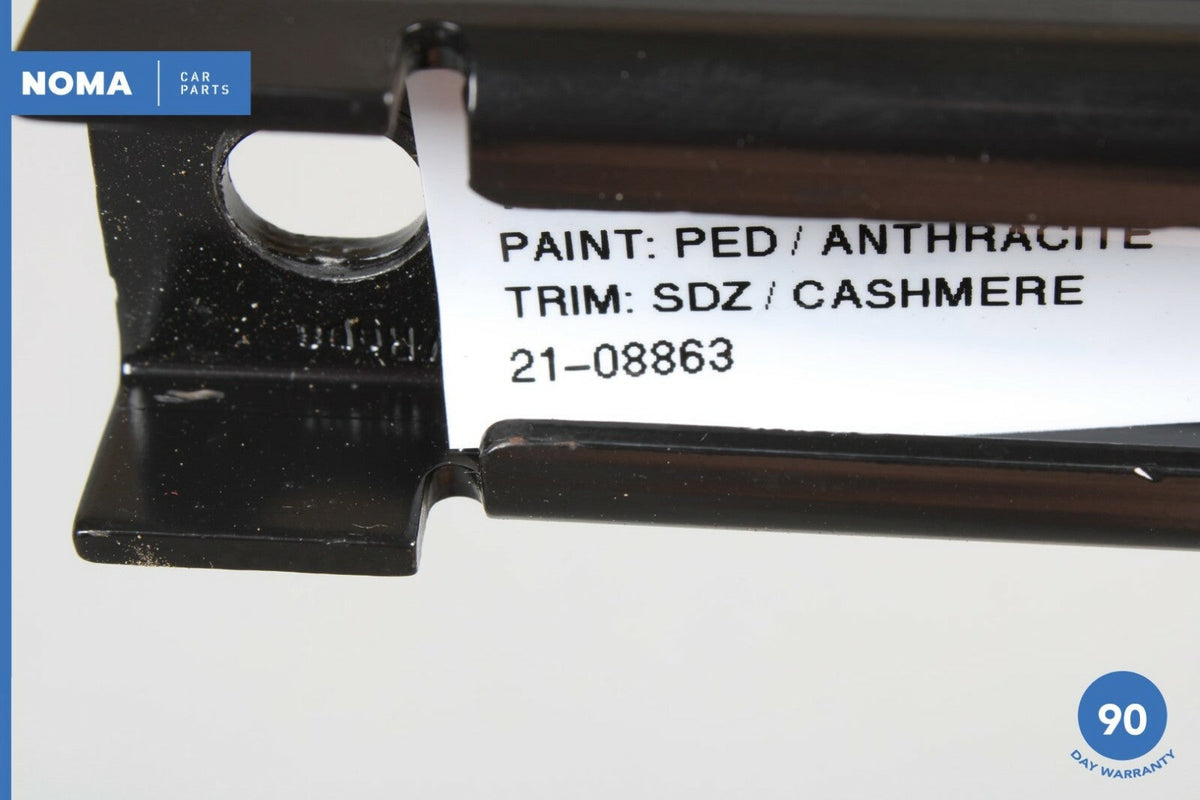 NOMA
CAR
PARTS
PAINT: PED / ANTHRACITE
TRIM: SDZ / CASHMERE
21-08863
90
DAY WARRANTY